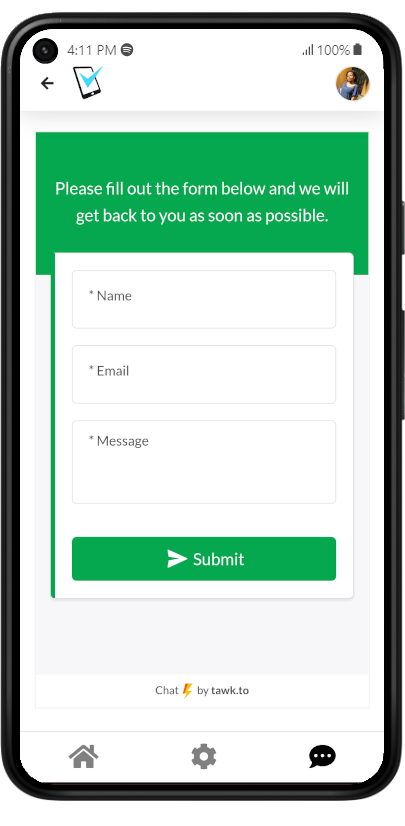 4:11 PM
100%
Please fill out the form below and we will
get back to you as soon as possible.
* Name
* Email
* Message
Submit
Chat ⚡ by tawk.to